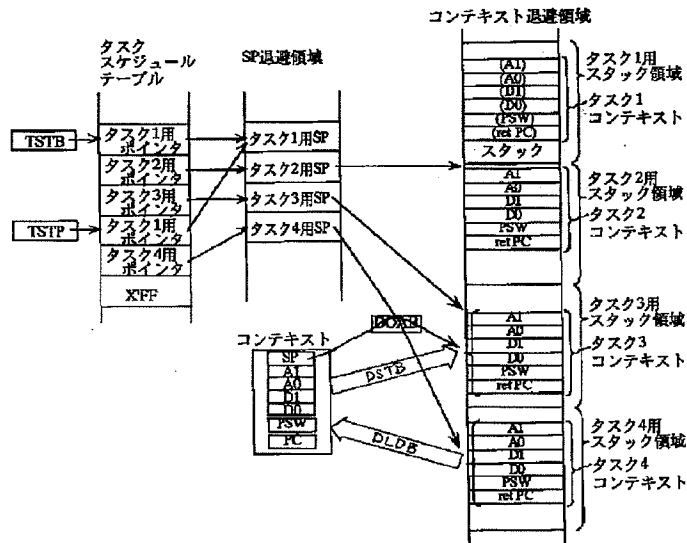 コンテキスト退避領域
タスク
スケジュール
テーブル
SP退避領域
TSTB
タスク1用
ポインタ
タスク2用
ポインタ
タスク3用
ポインタ
TSTP
タスク1用
ポインタ
タスク4用
ポインタ
X'FF
タスク1用SP
タスク2用SP
タスク3用SP
タスク4用SP
(A1)
(A0)
(D1)
(D0)
(PSW)
(ret PC)
スタック
タスク1用
スタック領域
タスク1
コンテキスト
A1
A0
D1
D0
PSW
ret PC
タスク2用
スタック領域
タスク2
コンテキスト
A1
A0
D1
D0
PSW
ret PC
タスク3用
スタック領域
タスク3
コンテキスト
A1
A0
D1
D0
PSW
ret PC
タスク4用
スタック領域
タスク4
コンテキスト
コンテキスト
SP
A1
A0
D1
D0
PSW
PC
DSTB
DLDB